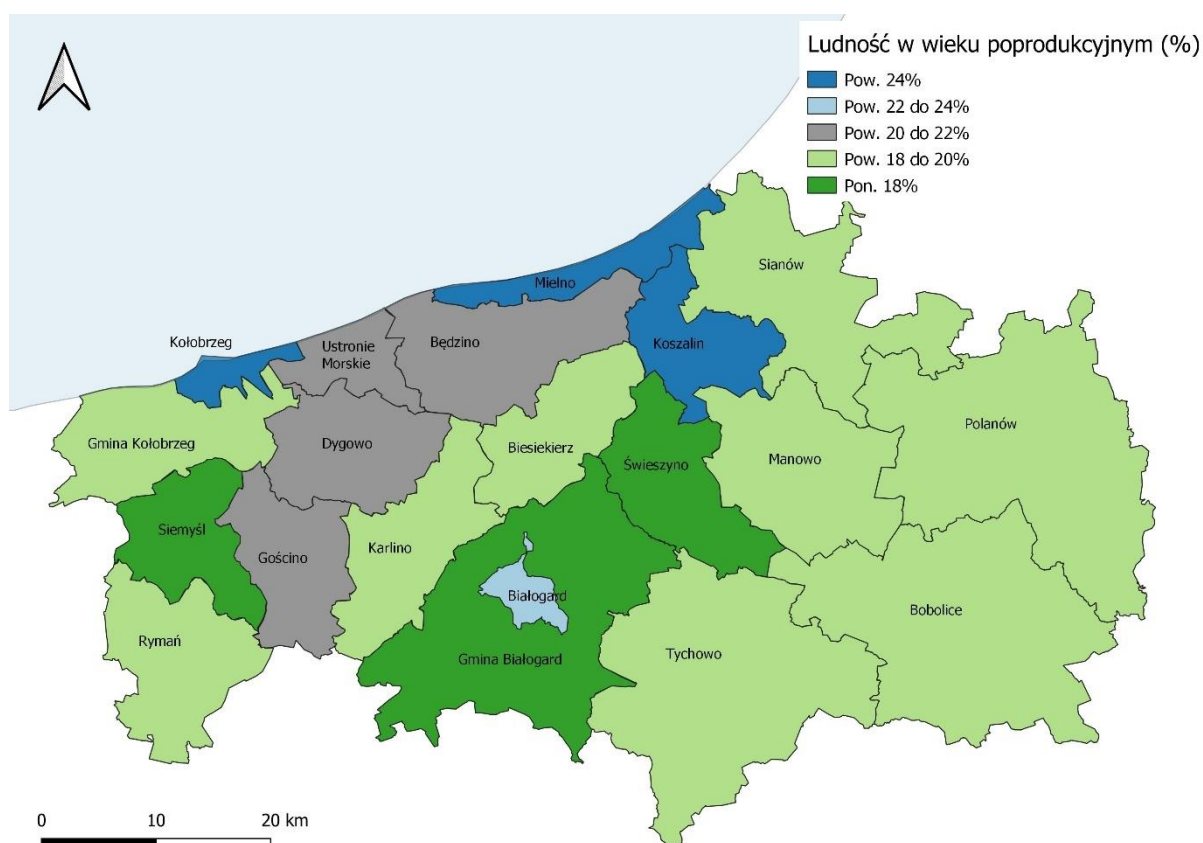 Ludność w wieku poprodukcyjnym (%)
Pow. 24%
Pow. 22 do 24%
Pow. 20 do 22%
Pow. 18 do 20%
Pon. 18%
Sianów
Mielno
Kołobrzeg
Ustronie
Morskie
Będzino
Koszalin
Polanów
Gmina Kołobrzeg
Dygowo
Biesiekierz
Manowo
Świeszyno
Siemyśl
Gościno
Karlino
Białogard
Bobolice
Rymań
Gmina Białogard
Tychowo
0 10 20 km